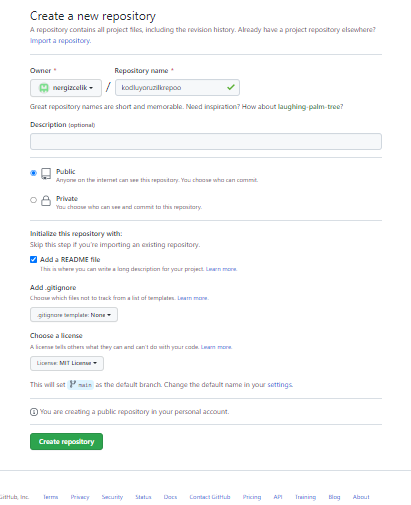 Create a new repository
A repository contains all project files, including the revision history. Already have a project repository elsewhere?
Import a repository.
Owner *
Repository name *
nergizcelik
/
kodluyoruzilkrepoo
Great repository names are short and memorable. Need inspiration? How about laughing-palm-tree?
Description (optional)
Public
Anyone on the internet can see this repository. You choose who can commit.
Private
You choose who can see and commit to this repository.
Initialize this repository with:
Skip this step if you're importing an existing repository.
Add a README file
This is where you can write a long description for your project. Learn more.
Add .gitignore
Choose which files not to track from a list of templates. Learn more.
.gitignore template: None
Choose a license
A license tells others what they can and can't do with your code. Learn more.
License: MIT License
This will set main as the default branch. Change the default name in your settings.
You are creating a public repository in your personal account.
Create repository
GitHub, Inc. Terms Privacy Security Status Docs Contact GitHub Pricing API Training Blog About